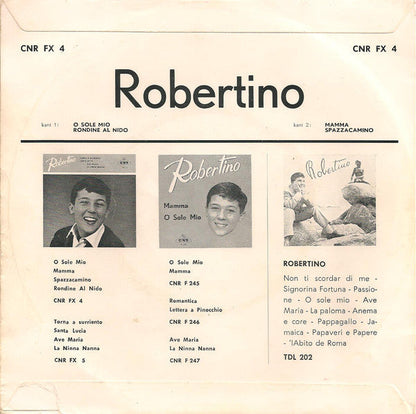 CNR FX 4
CNR FX 4
Robertino
kant 1: O SOLE MIO
RONDINE AL NIDO
kant 2: MAMMA
SPAZZACAMINO
Robertino
Robertino
Mamma
O Sole Mio
CNR
Robertino
O Sole Mio
Mamma
Spazzacamino
Rondine Al Nido
CNR FX 4
Torna a surriento
Santa Lucia
Ave Maria
La Ninna Nanna
CNR FX 5
O Sole Mio
Mamma
CNR F 245
Romantica
Lettera a Pinocchio
CNR F 246
Ave Maria
La Ninna Nanna
CNR F 247
ROBERTINO
Non ti scordar di me -
Signorina Fortuna - Passio-
ne - O sole mio - Ave
Maria - La paloma - Anema
e core - Pappagallo - Ja-
maica - Papaveri e Papere
- 'lAbito de Roma
TDL 202